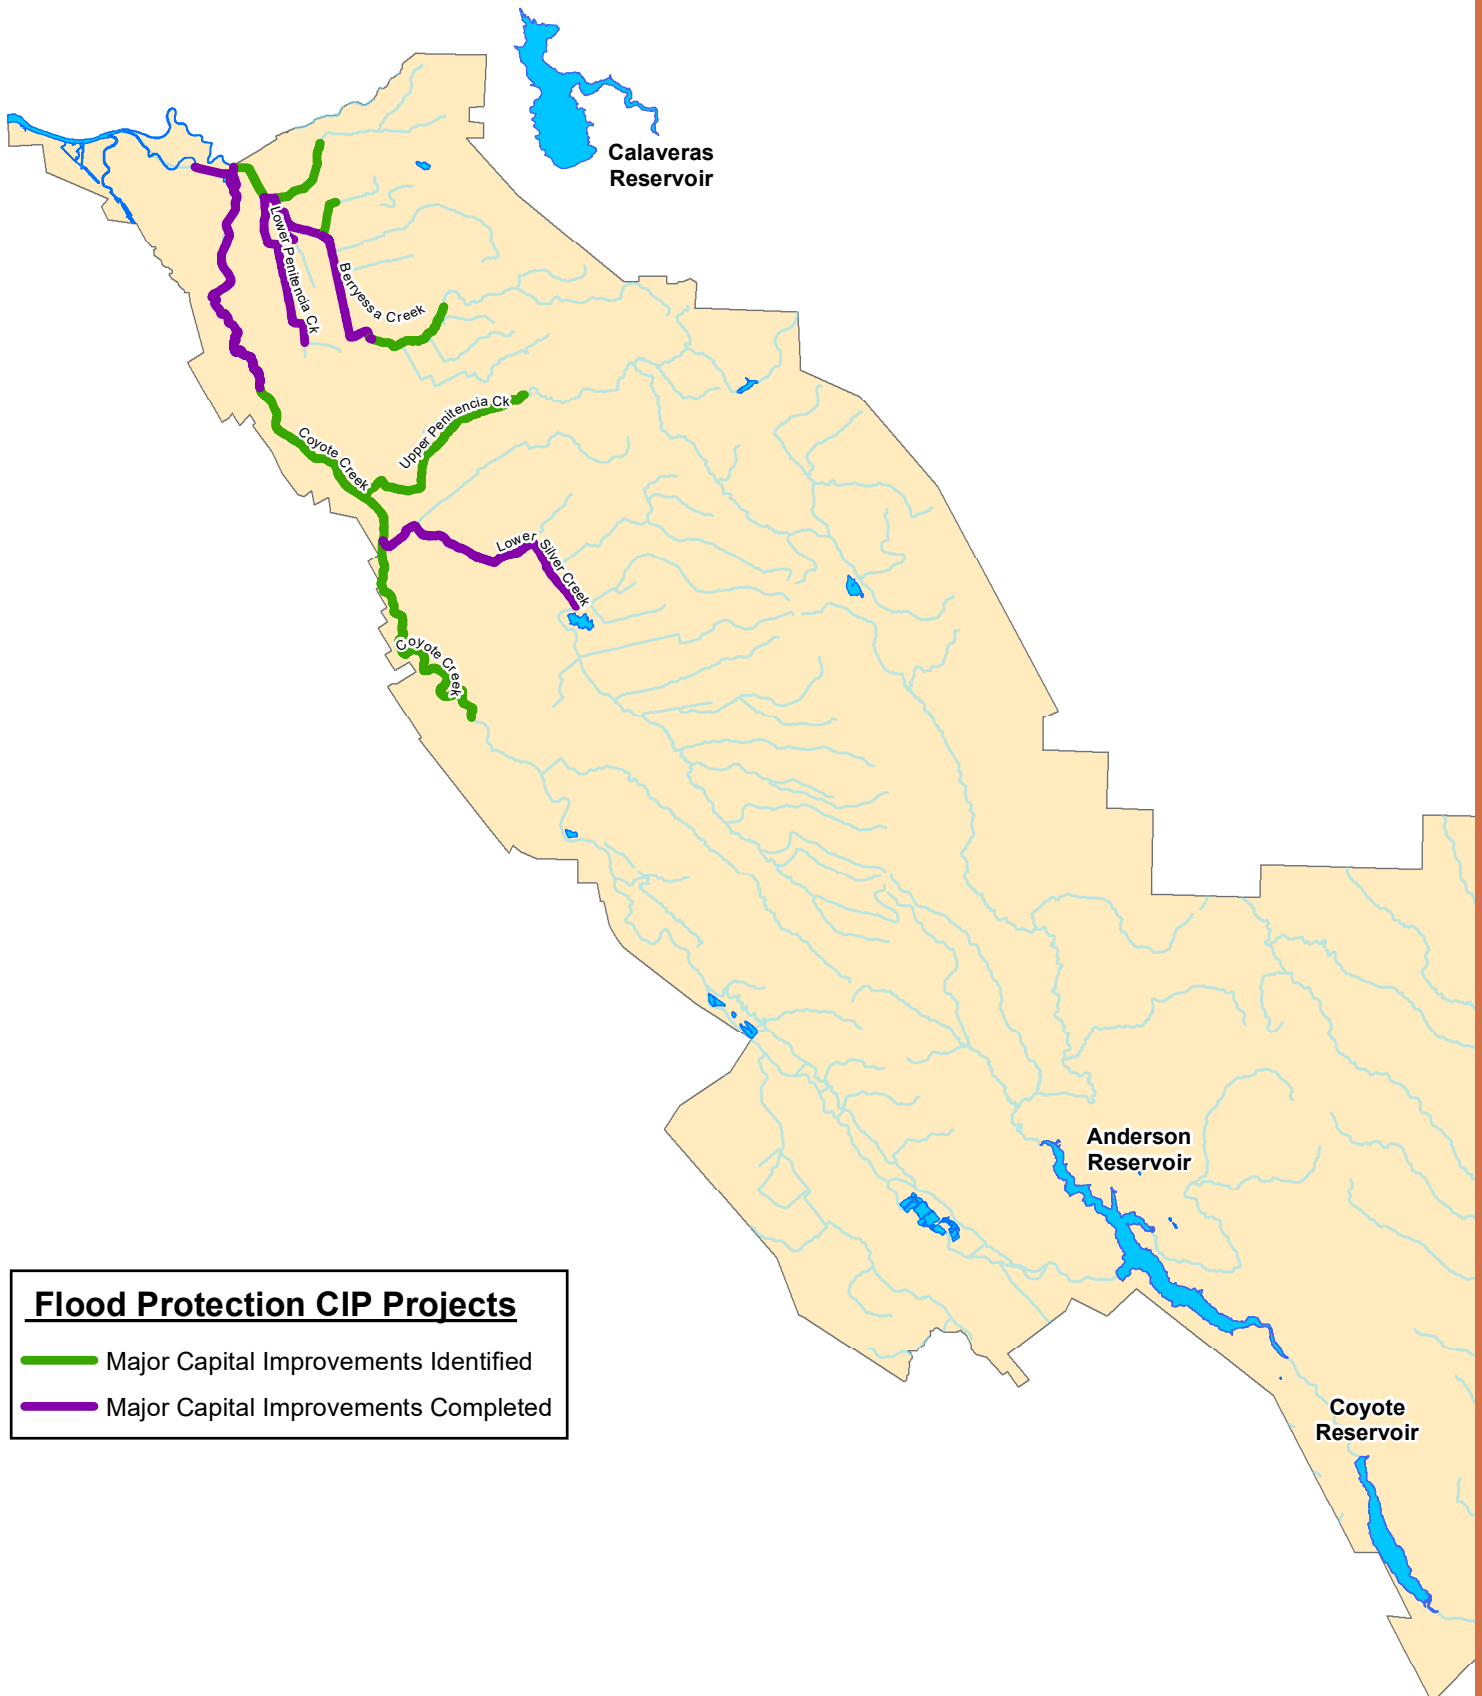 Calaveras
Reservoir
Lower Penitencia Ck
Berryessa Creek
Upper Penitencia Ck
Coyote Creek
Lower Silver Creek
Coyote Creek
Anderson
Reservoir
Flood Protection CIP Projects
Major Capital Improvements Identified
Major Capital Improvements Completed
Coyote
Reservoir